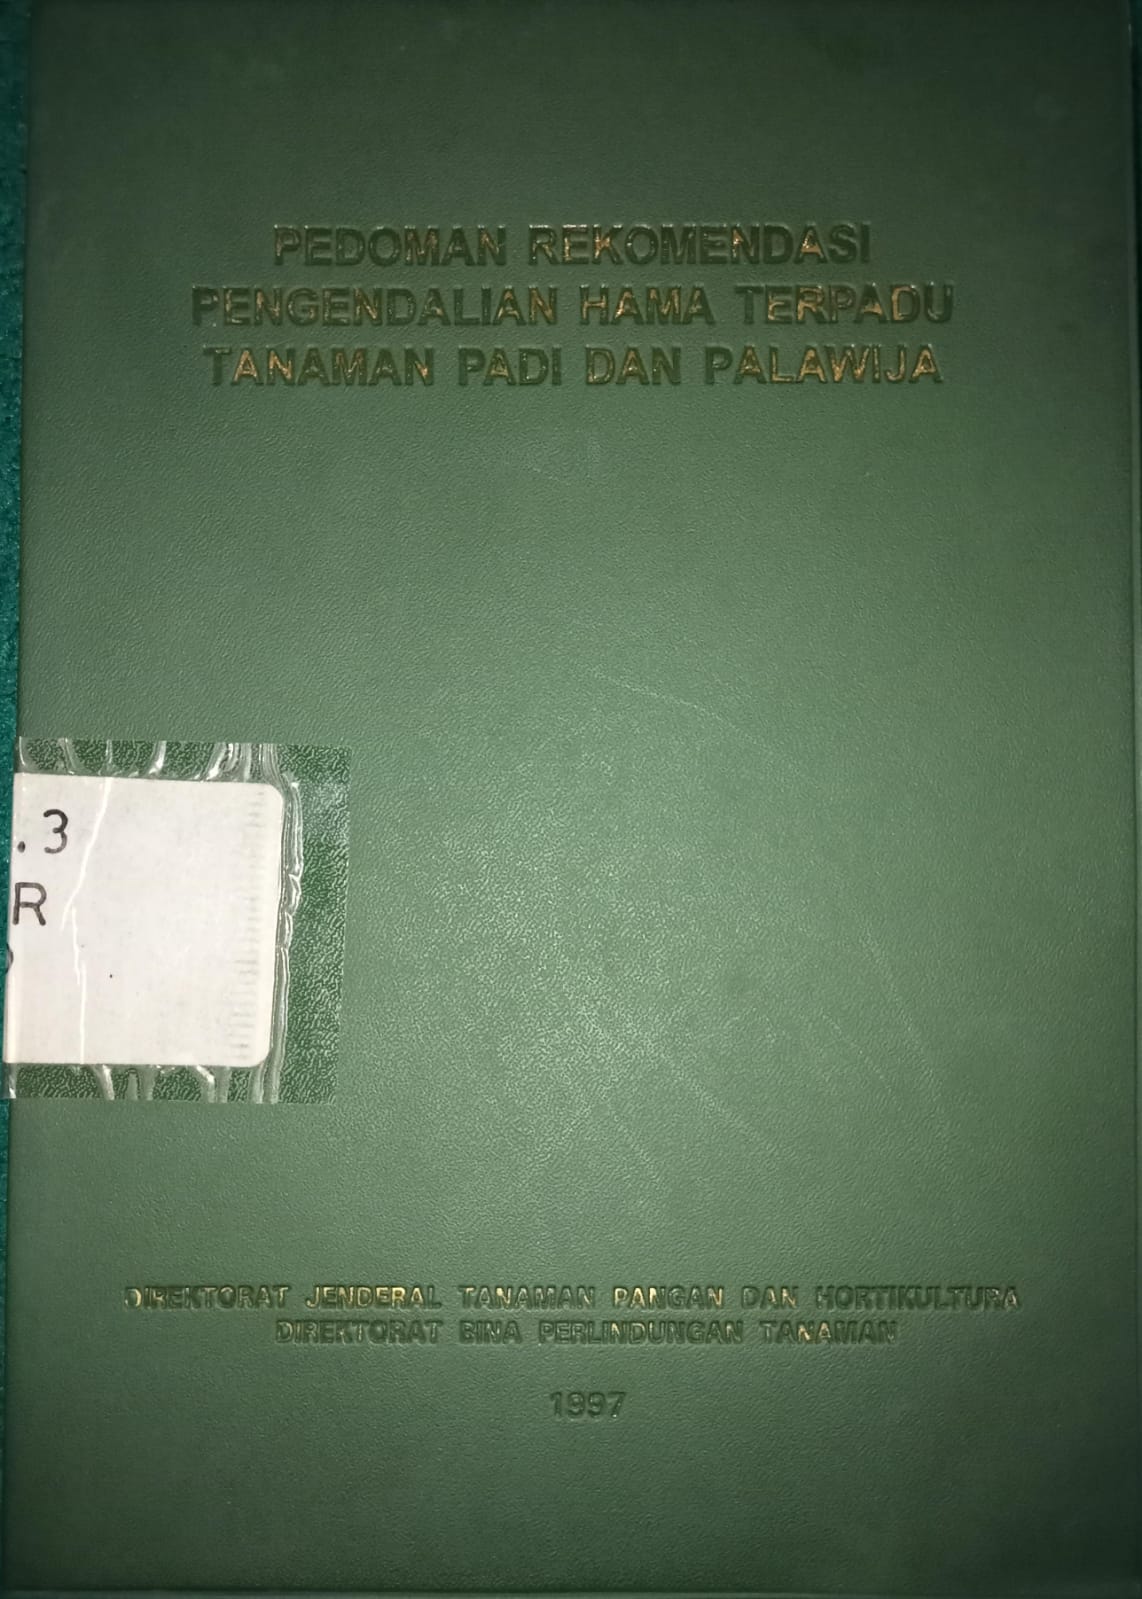 PEDOMAN REKOMENDASI
PENGENDALIAN HAMA TERPADU
TANAMAN PADI DAN PALAWIJA
.3
R
DIREKTORAT JENDERAL TANAMAN PANGAN DAN HORTIKULTURA
DIREKTORAT BINA PERLINDUNGAN TANAMAN
1997